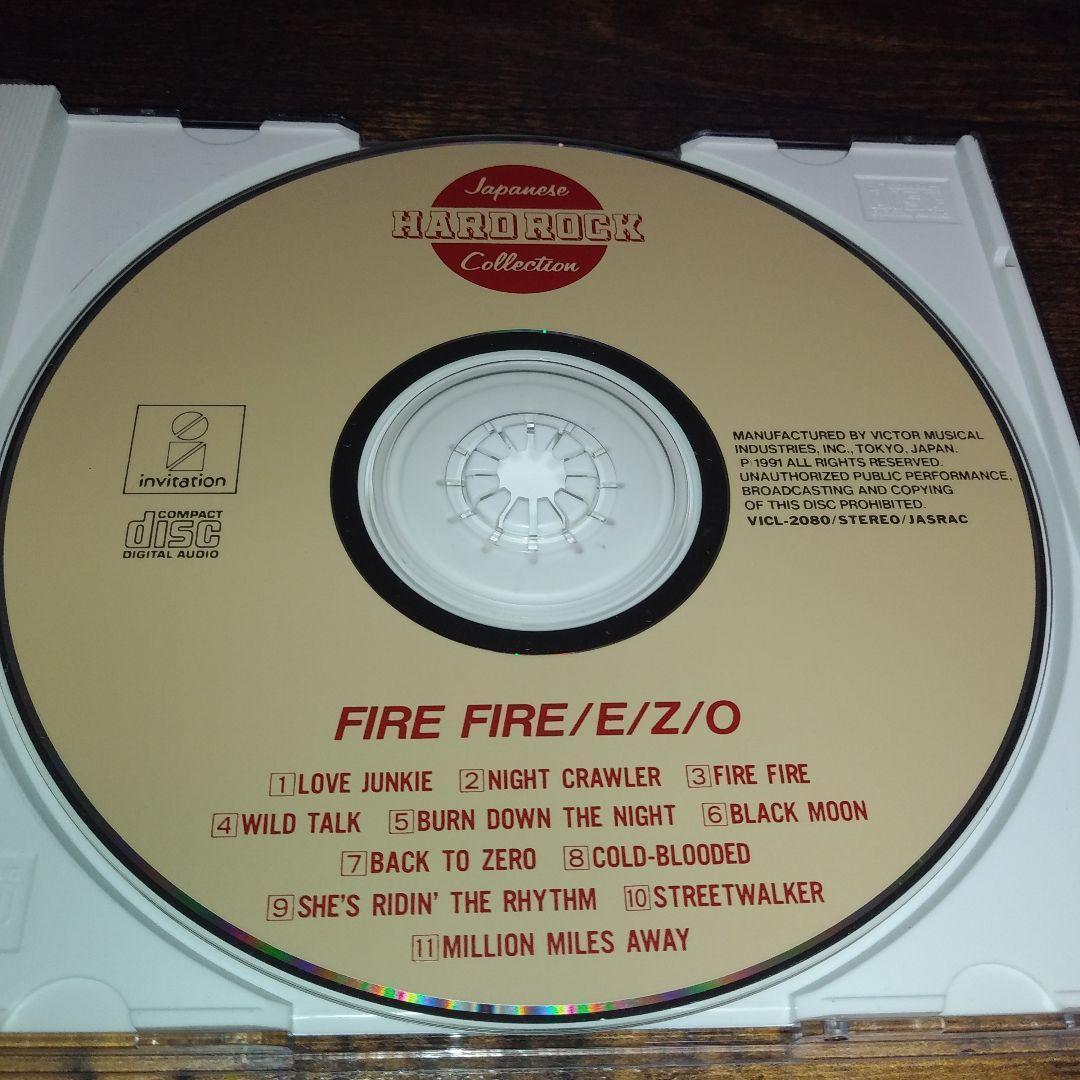 Japanese
HARD ROCK
Collection
invitation
COMPACT
disc
DIGITAL AUDIO
MANUFACTURED BY VICTOR MUSICAL
INDUSTRIES, INC., TOKYO, JAPAN.
P 1991 ALL RIGHTS RESERVED.
UNAUTHORIZED PUBLIC PERFORMANCE,
BROADCASTING AND COPYING
OF THIS DISC PROHIBITED.
VICL-2080/STEREO/JASRAC
FIRE FIRE/E/Z/O
1 LOVE JUNKIE 2 NIGHT CRAWLER 3 FIRE FIRE
4 WILD TALK 5 BURN DOWN THE NIGHT 6 BLACK MOON
7 BACK TO ZERO 8 COLD-BLOODED
9 SHE'S RIDIN' THE RHYTHM 10 STREETWALKER
11 MILLION MILES AWAY